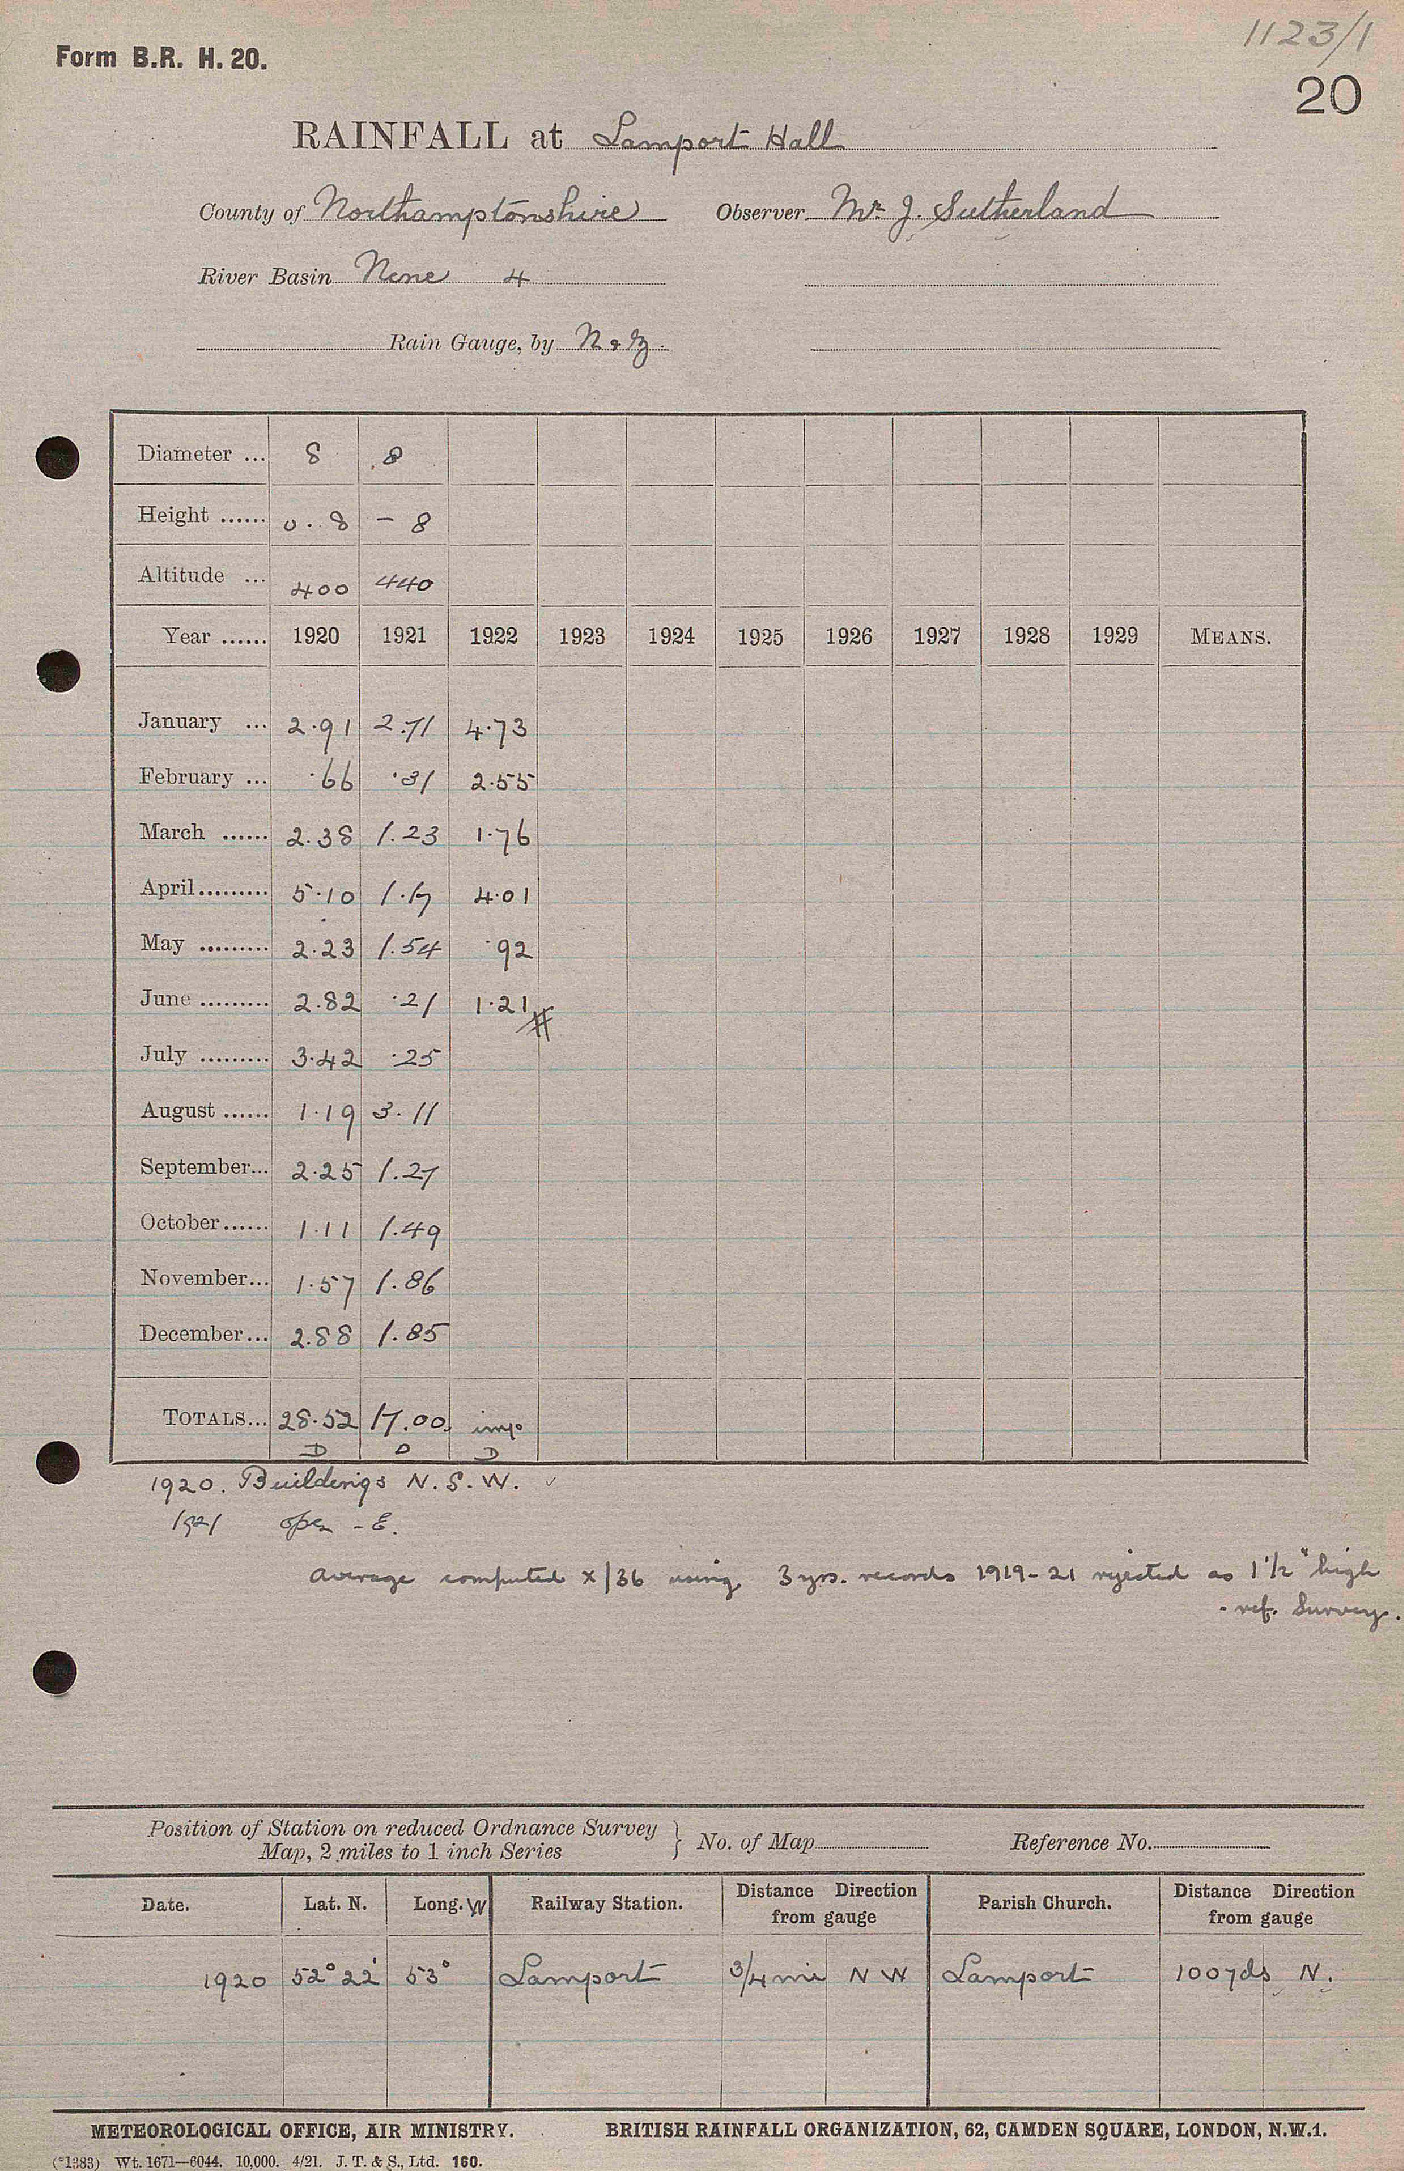 1123/1
Form B.R. H. 20.
20
RAINFALL at Lamport Hall
County of Northamptonshire Observer Mr. J. Sutherland
River Basin Nene 4
Rain Gauge, by N & Z.
Diameter ... 8 8
Height ...... 0. 8 – 8
Altitude ... 400 440
Year ...... 1920 1921 1922 1923 1924 1925 1926 1927 1928 1929 MEANS.
January ... 2.91 2.71 4.73
February ... .66 .31 2.55
March ...... 2.38 1.23 1.76
April......... 5.10 1.17 4.01
May ......... 2.23 1.54 .92
June ......... 2.82 .21 1.21 #
July ......... 3.42 .25
August ...... 1.19 3.11
September... 2.25 1.27
October...... 1.11 1.49
November... 1.57 1.86
December... 2.88 1.85
TOTALS... 28.52 17.00 imp
D D D
1920. Buildings N. S. W. ✓
1921 open - E.
Average computed x/36 using 3 yrs. records 1919-21 rejected as 1 1/2" high
- ref. Survey.
Position of Station on reduced Ordnance Survey } No. of Map Reference No.
Map, 2 miles to 1 inch Series
Date. Lat. N. Long. W Railway Station. Distance Direction from gauge Parish Church. Distance Direction from gauge
1920 52° 22' 53° Lamport 3/4 mi N W Lamport 100 yds N.
METEOROLOGICAL OFFICE, AIR MINISTRY. BRITISH RAINFALL ORGANIZATION, 62, CAMDEN SQUARE, LONDON, N.W.1.
(*1383) Wt. 1671—6044. 10,000. 4/21. J. T. & S., Ltd. 160.